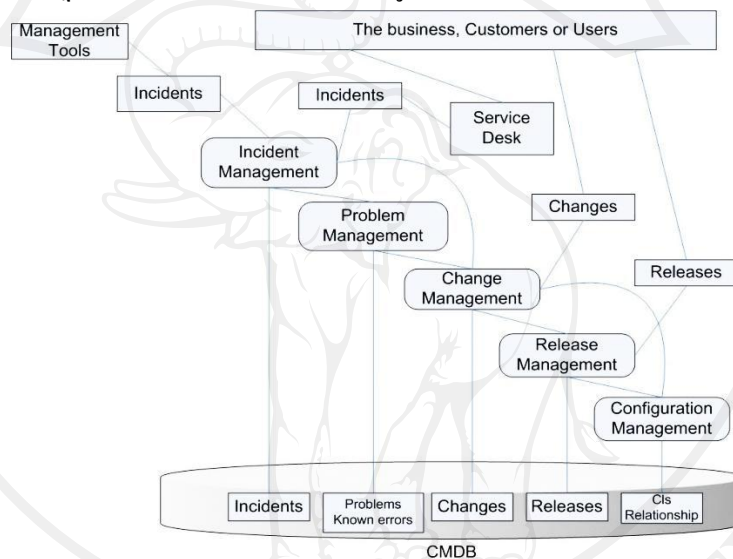 Management
Tools
The business, Customers or Users
Incidents
Incidents
Service
Desk
Incident
Management
Problem
Management
Changes
Change
Management
Releases
Release
Management
Configuration
Management
Incidents
Problems
Known errors
Changes
Releases
CIs
Relationship
CMDB